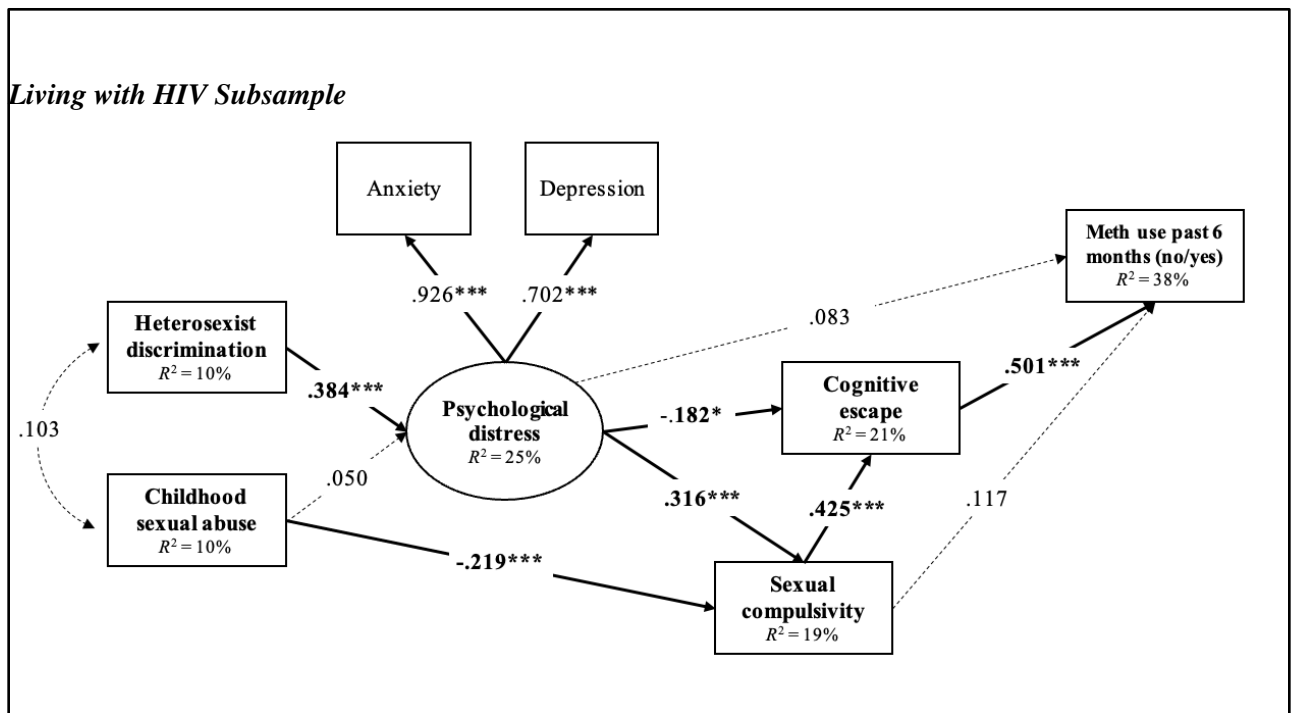 Living with HIV Subsample
Anxiety
Depression
Meth use past 6
months (no/yes)
R² = 38%
.926***
.702***
Heterosexist
discrimination
R² = 10%
.083
.384***
Cognitive
escape
R² = 21%
.501***
Psychological
distress
R² = 25%
-.182*
.103
.050
Childhood
sexual abuse
R² = 10%
.316***
.425***
.117
-.219***
Sexual
compulsivity
R² = 19%